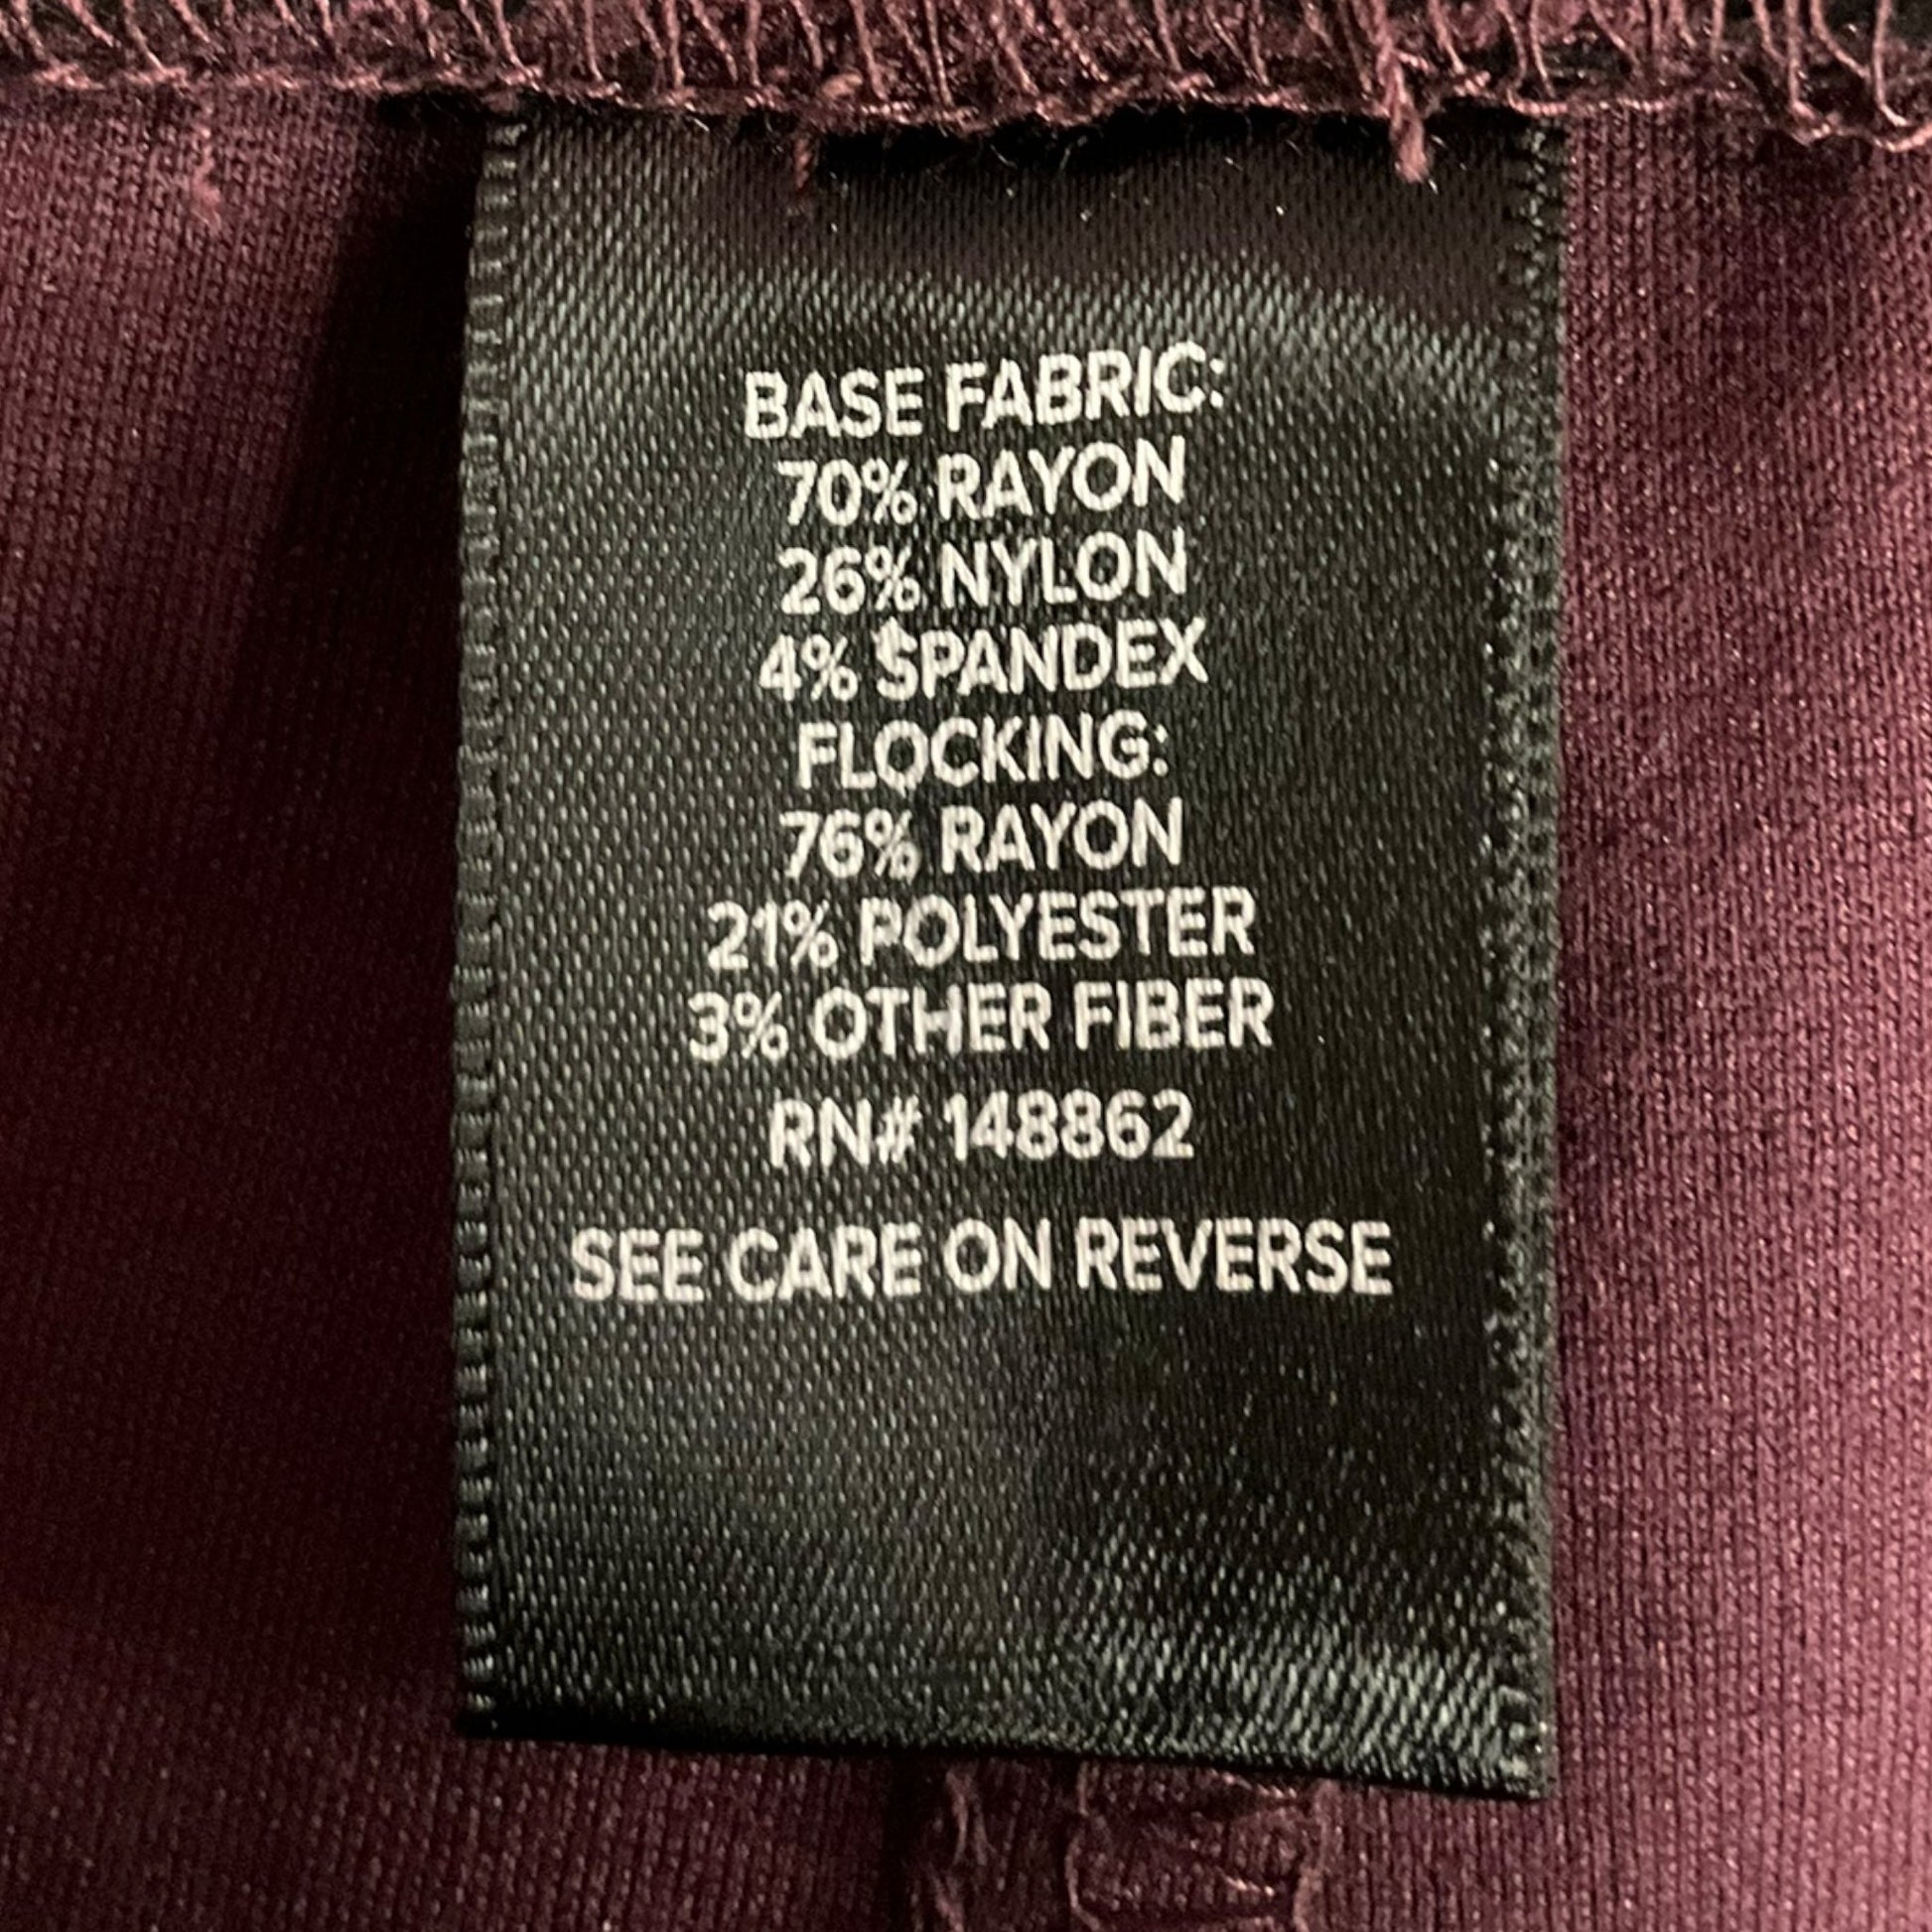 BASE FABRIC:
70% RAYON
26% NYLON
4% SPANDEX
FLOCKING:
76% RAYON
21% POLYESTER
3% OTHER FIBER
RN# 148862
SEE CARE ON REVERSE